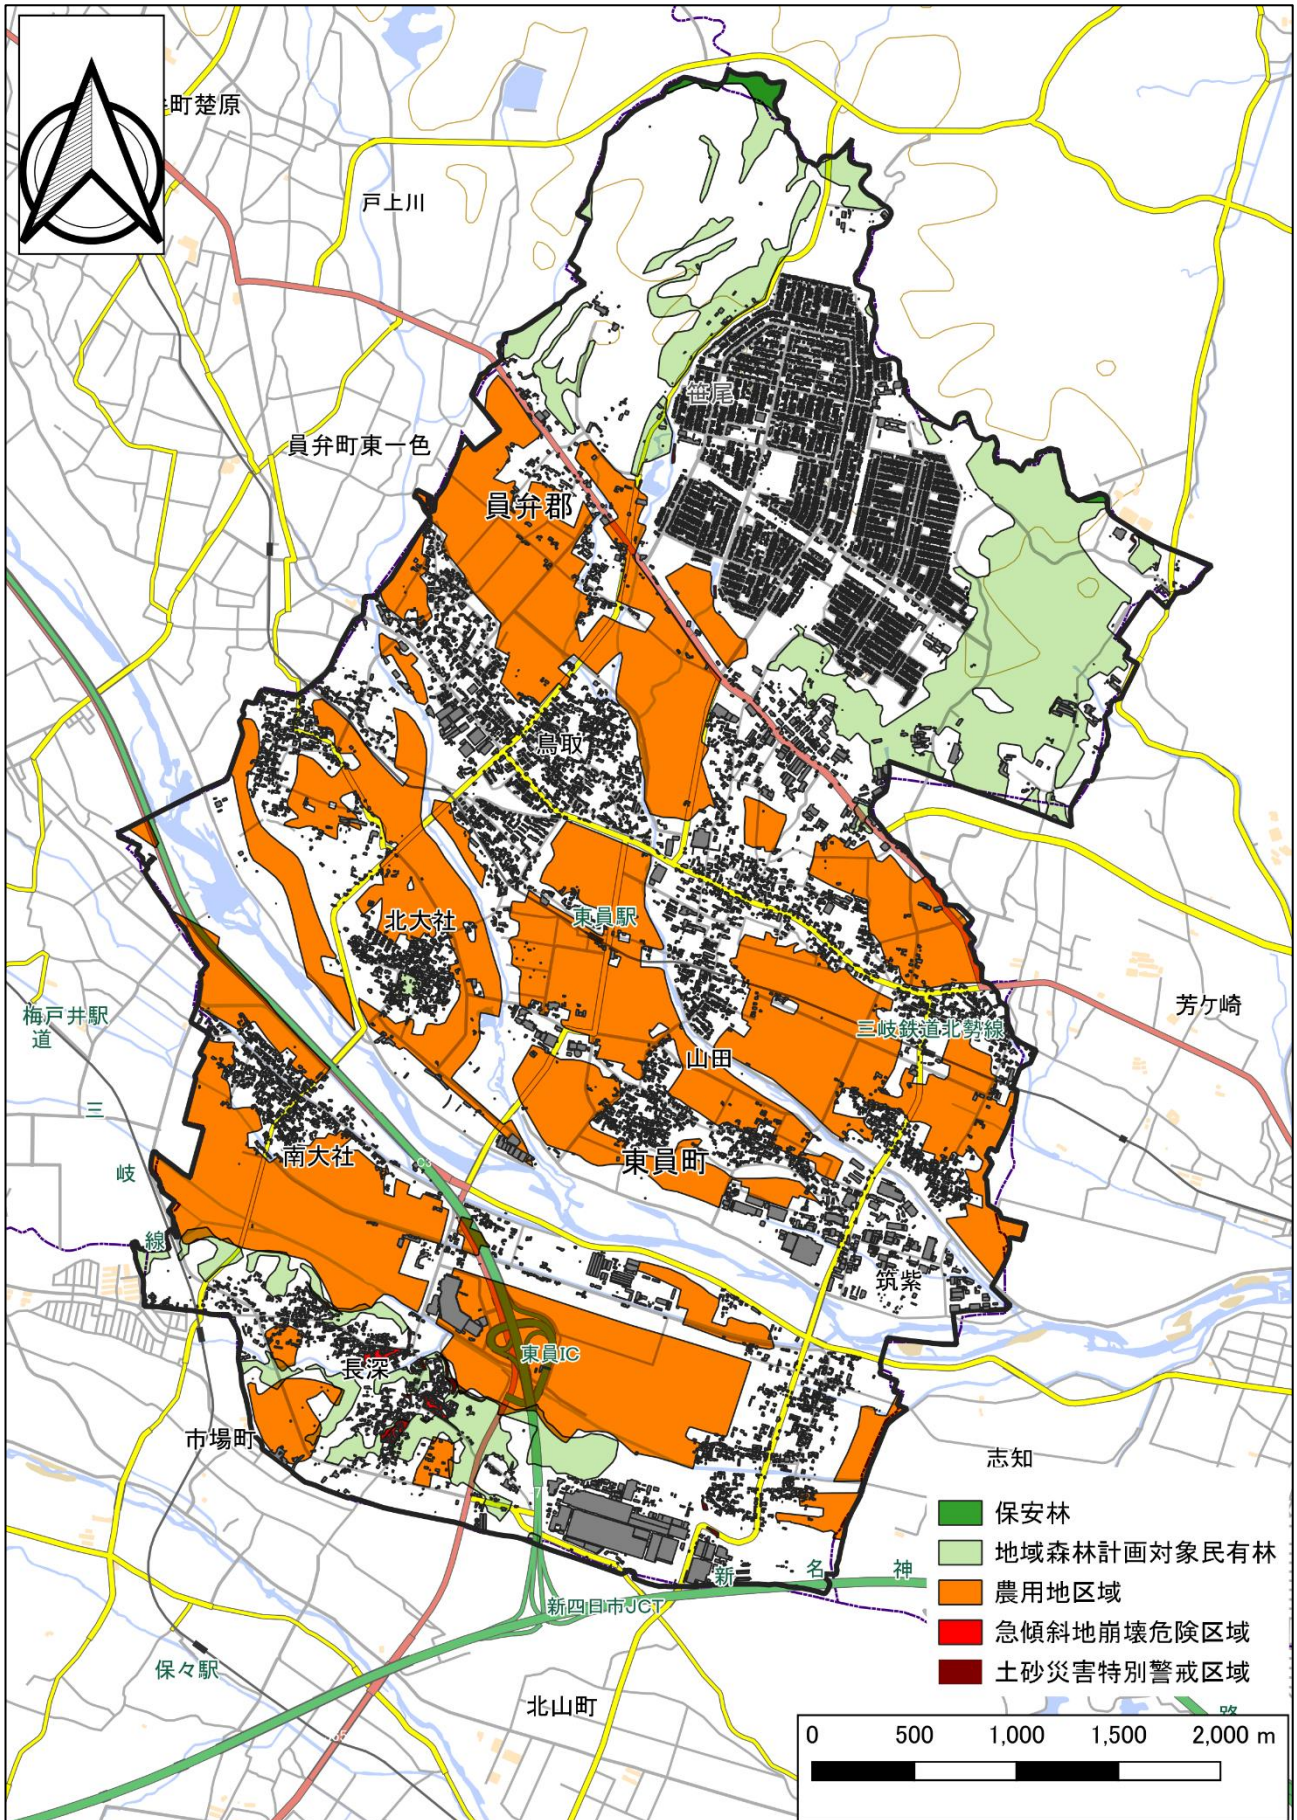 町楚原
戸上川
笹尾
員弁町東一色
員弁郡
鳥取
北大社
東員駅
芳ケ崎
梅戸井駅
道
三岐鉄道北勢線
山田
三
南大社
東員町
岐
線
筑紫
東員IC
長深
市場町
志知
保安林
地域森林計画対象民有林
農用地区域
急傾斜地崩壊危険区域
土砂災害特別警戒区域
新
名
神
新四日市JCT
保々駅
北山町
路
0 500 1,000 1,500 2,000 m